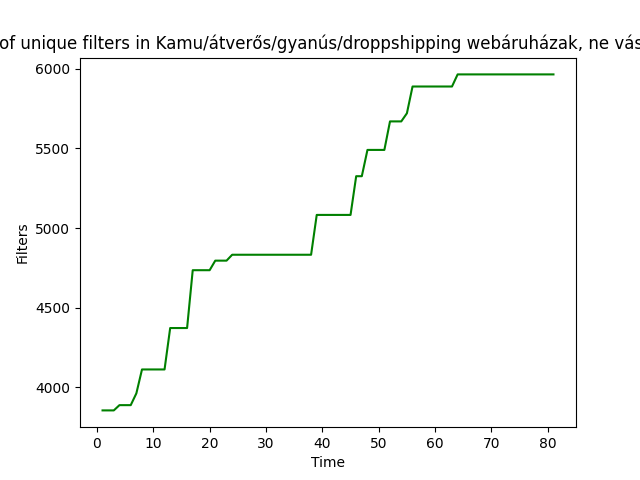 of unique filters in Kamu/átverős/gyanús/droppshipping webáruházak, ne vás
6000
5500
5000
4500
4000
Filters
0 10 20 30 40 50 60 70 80
Time